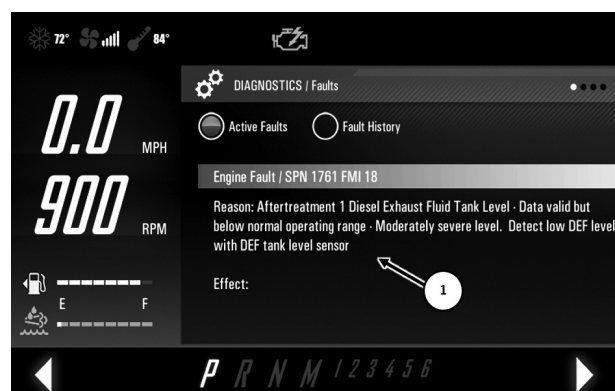 72° 84°
DIAGNOSTICS / Faults
Active Faults Fault History
0.0 MPH
Engine Fault / SPN 1761 FMI 18
900 RPM
Reason: Aftertreatment 1 Diesel Exhaust Fluid Tank Level - Data valid but
below normal operating range - Moderately severe level. Detect low DEF level
with DEF tank level sensor
Effect:
1
E F
P R N M 1 2 3 4 5 6